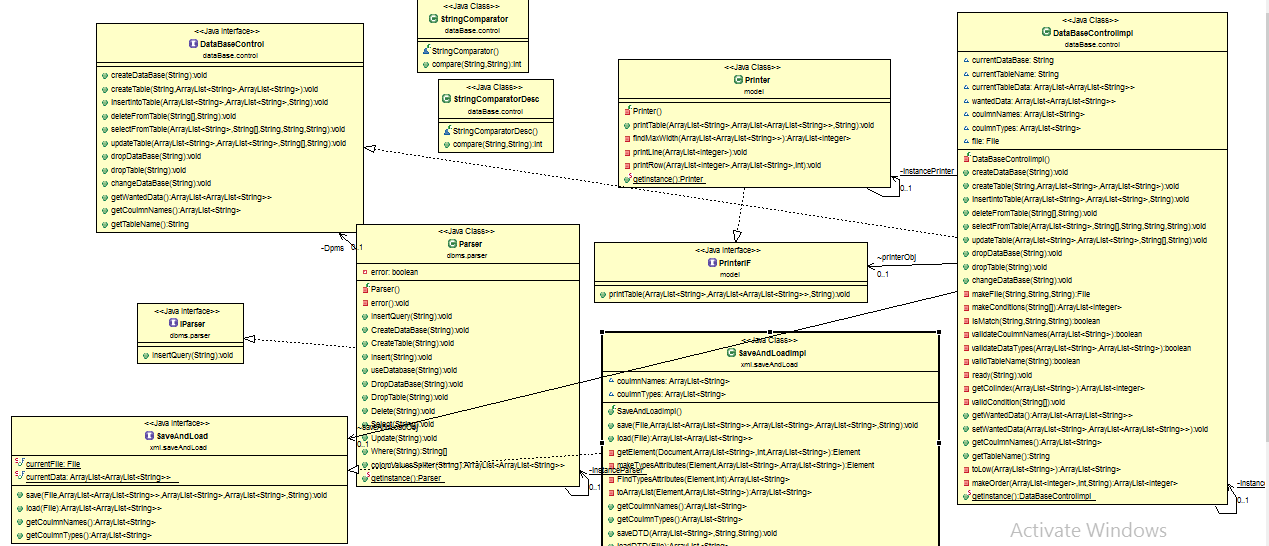 <<Java Class>>
StringComparator
dataBase.control
StringComparator()
compare(String,String):int
<<Java Class>>
StringComparatorDesc
dataBase.control
StringComparatorDesc()
compare(String,String):int
<<Java Interface>>
DataBaseControl
dataBase.control
createDataBase(String):void
createTable(String,ArrayList<String>,ArrayList<String>):void
insertIntoTable(ArrayList<String>,ArrayList<String>,String):void
deleteFromTable(String[],String):void
selectFromTable(ArrayList<String>,String[],String,String,String):void
updateTable(ArrayList<String>,ArrayList<String>,String[],String):void
dropDataBase(String):void
dropTable(String):void
changeDataBase(String):void
getWantedData():ArrayList<ArrayList<String>>
getCoulmnNames():ArrayList<String>
getTableName():String
<<Java Class>>
Printer
model
Printer()
printTable(ArrayList<String>,ArrayList<ArrayList<String>>,String):void
findMaxWidth(ArrayList<ArrayList<String>>):ArrayList<Integer>
printLine(ArrayList<Integer>):void
printRow(ArrayList<Integer>,ArrayList<String>,int):void
getInstance():Printer
-instancePrinter
0..1
<<Java Class>>
DataBaseControlImpl
dataBase.control
currentDataBase: String
currentTableName: String
currentTableData: ArrayList<ArrayList<String>>
wantedData: ArrayList<ArrayList<String>>
coulmnNames: ArrayList<String>
coulmnTypes: ArrayList<String>
file: File
DataBaseControlImpl()
createDataBase(String):void
createTable(String,ArrayList<String>,ArrayList<String>):void
insertIntoTable(ArrayList<String>,ArrayList<String>,String):void
deleteFromTable(String[],String):void
selectFromTable(ArrayList<String>,String[],String,String,String):void
updateTable(ArrayList<String>,ArrayList<String>,String[],String):void
dropDataBase(String):void
dropTable(String):void
changeDataBase(String):void
makeFile(String,String,String):File
makeConditions(String[]):ArrayList<Integer>
isMatch(String,String,String):boolean
validateCoulmnNames(ArrayList<String>):boolean
validateDataTypes(ArrayList<String>,ArrayList<String>):boolean
validTableName(String):boolean
ready(String):void
getColIndex(ArrayList<String>):ArrayList<Integer>
validCondition(String[]):void
getWantedData():ArrayList<ArrayList<String>>
setWantedData(ArrayList<String>,ArrayList<ArrayList<String>>):void
getCoulmnNames():ArrayList<String>
getTableName():String
toLow(ArrayList<String>):ArrayList<String>
makeOrder(ArrayList<Integer>,int,String):ArrayList<Integer>
getInstance():DataBaseControlImpl
-instanc
0..1
~Dpms
0..1
<<Java Class>>
Parser
dbms.parser
error: boolean
Parser()
error():void
insertQuery(String):void
CreateDataBase(String):void
CreateTable(String):void
Insert(String):void
useDatabase(String):void
DropDataBase(String):void
DropTable(String):void
Delete(String):void
Select(String):void
Update(String):void
Where(String):String[]
colomValuesSpliter(String):ArrayList<ArrayList<String>>
getInstance():Parser
-instanceParser
0..1
<<Java Interface>>
PrinterIF
model
printTable(ArrayList<String>,ArrayList<ArrayList<String>>,String):void
~printerObj
0..1
<<Java Interface>>
IParser
dbms.parser
insertQuery(String):void
<<Java Interface>>
SaveAndLoad
xml.saveAndLoad
currentFile: File
currentData: ArrayList<ArrayList<String>>
save(File,ArrayList<ArrayList<String>>,ArrayList<String>,ArrayList<String>,String):void
load(File):ArrayList<ArrayList<String>>
getCoulmnNames():ArrayList<String>
getCoulmnTypes():ArrayList<String>
0..1
<<Java Class>>
SaveAndLoadImpl
xml.saveAndLoad
coulmnNames: ArrayList<String>
coulmnTypes: ArrayList<String>
SaveAndLoadImpl()
save(File,ArrayList<ArrayList<String>>,ArrayList<String>,ArrayList<String>,String):void
load(File):ArrayList<ArrayList<String>>
getElement(Document,ArrayList<String>,int,ArrayList<String>):Element
makeTypesAttributes(Element,ArrayList<String>,ArrayList<String>):Element
FindTypesAttributes(Element,int):ArrayList<String>
toArrayList(Element,ArrayList<String>):ArrayList<String>
getCoulmnNames():ArrayList<String>
getCoulmnTypes():ArrayList<String>
saveDTD(ArrayList<String>,String,String):void
loadDTD(File):ArrayList<String>
Activate Windows